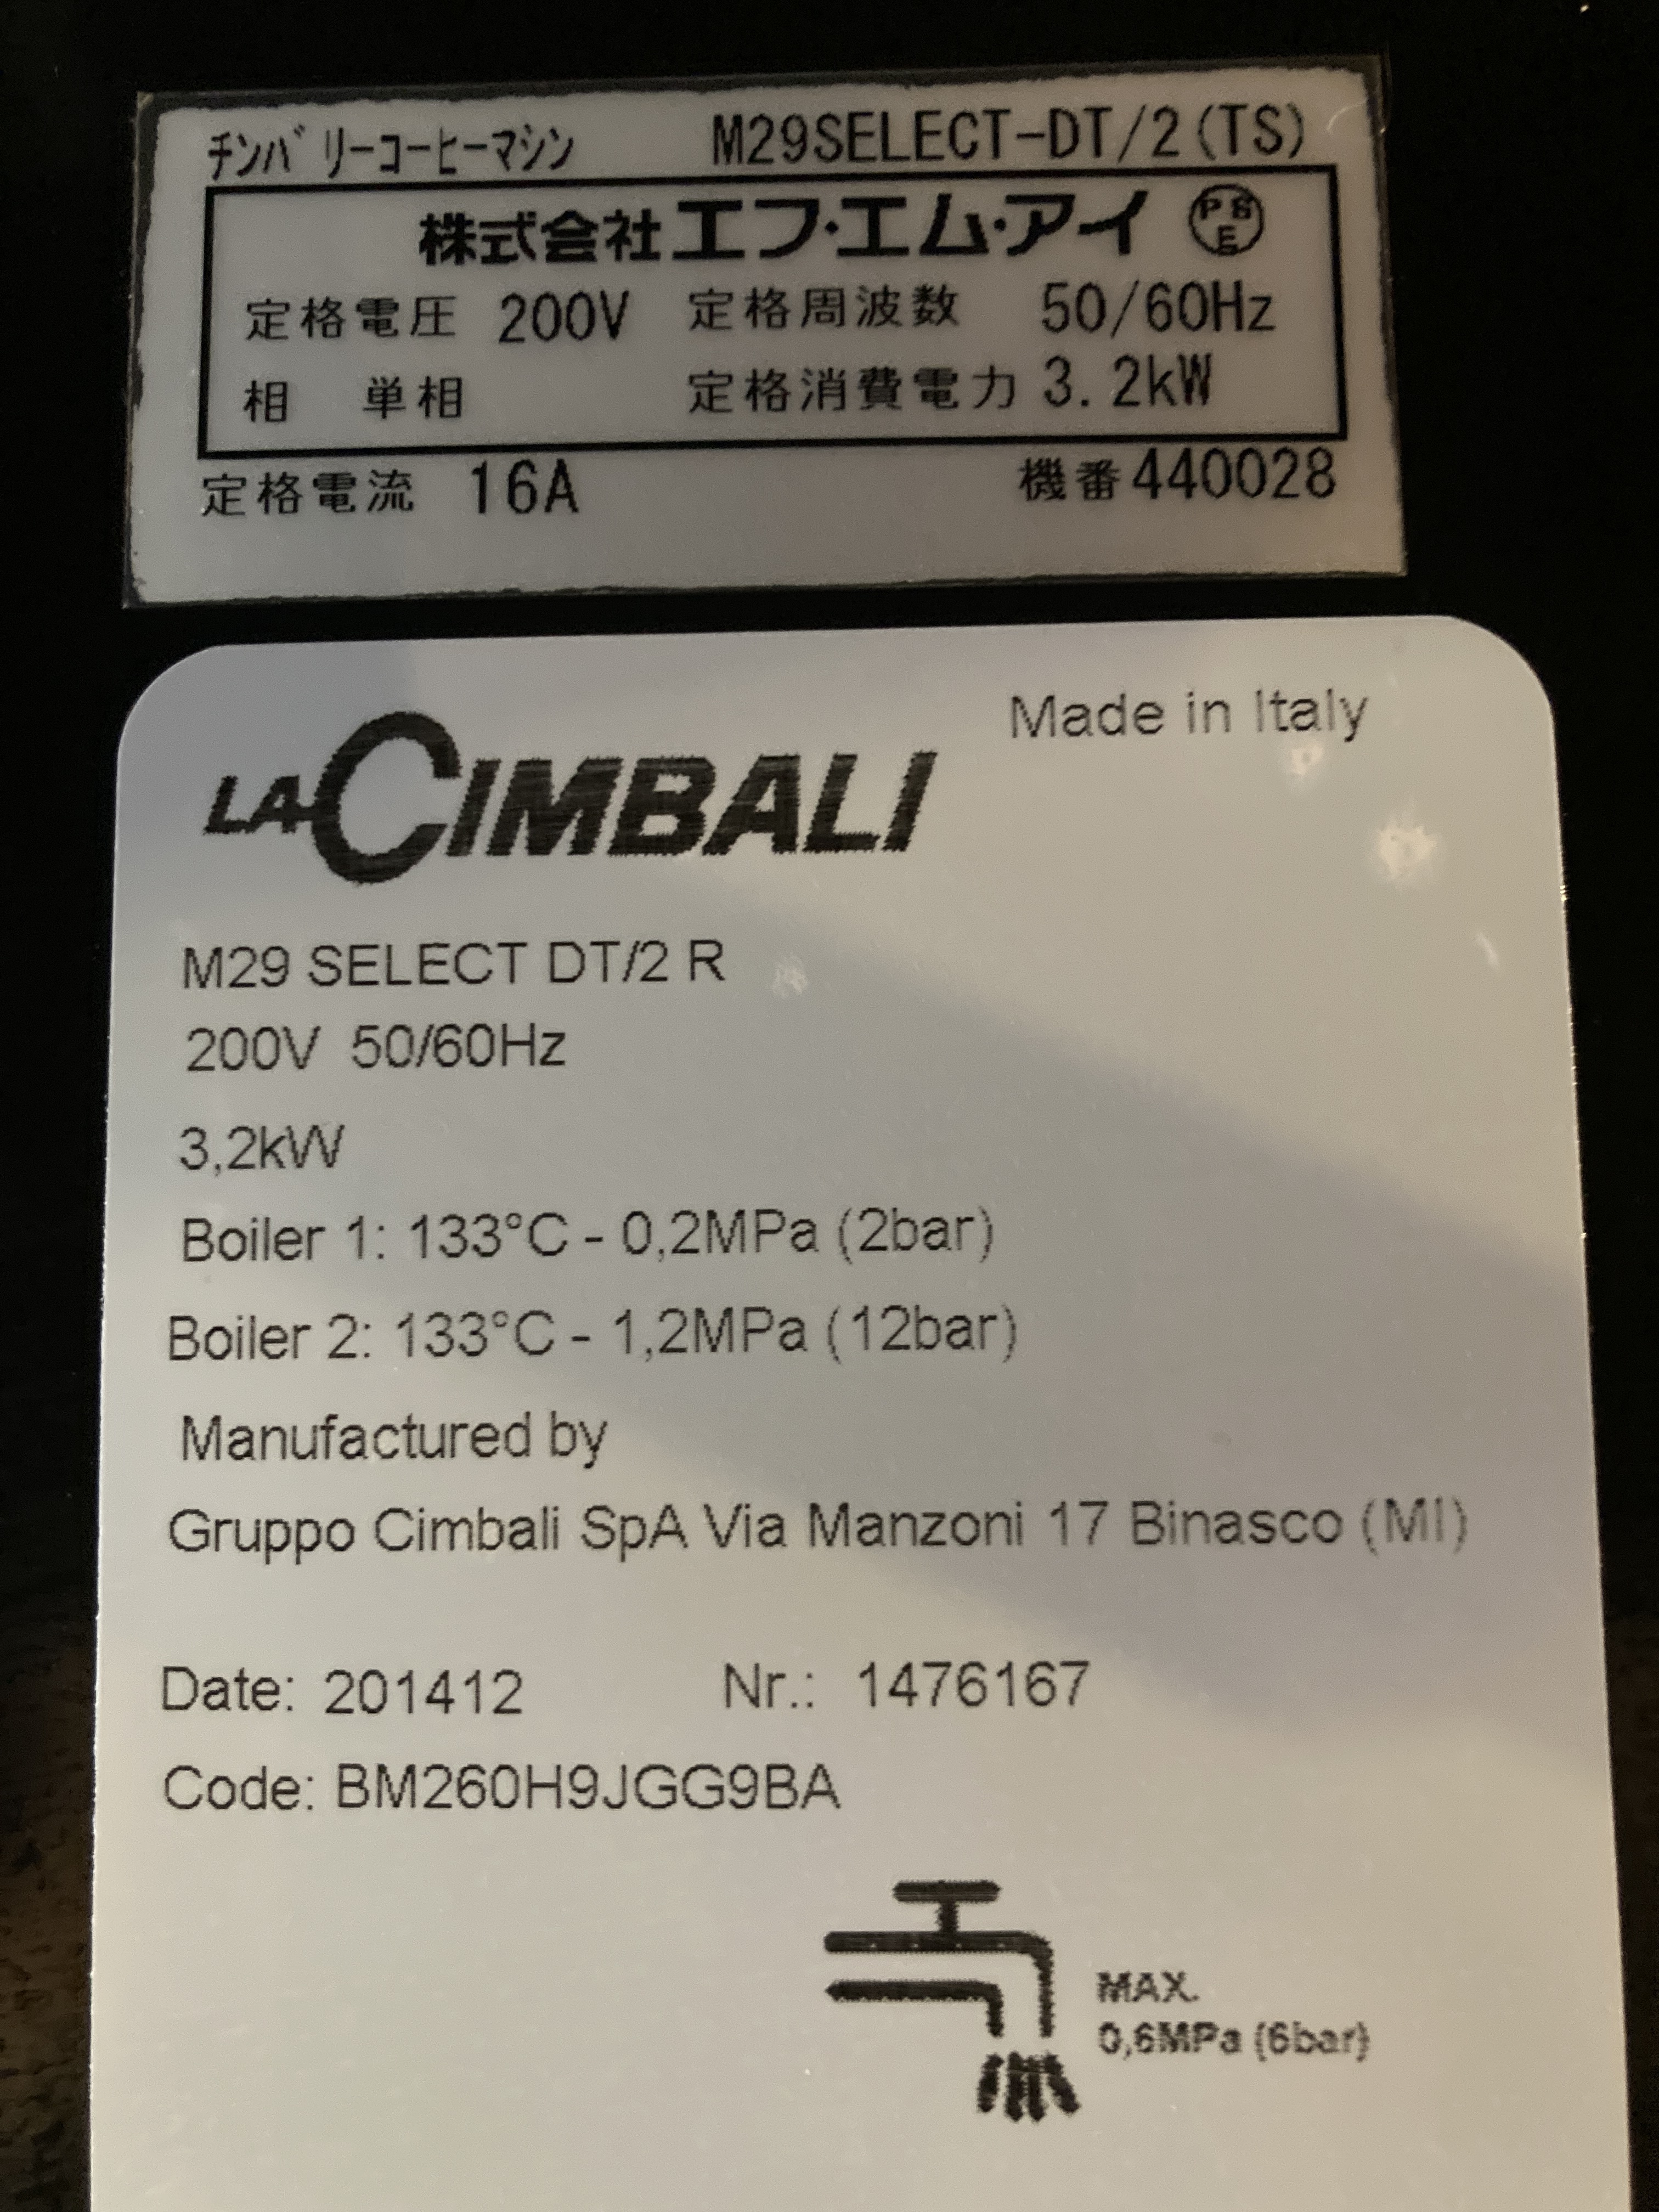 チンバリーコーヒーマシン M29SELECT-DT/2(TS)
株式会社エフ・エム・アイ PSE
定格電圧 200V 定格周波数 50/60Hz
相 単相 定格消費電力 3.2kW
定格電流 16A 機番440028
Made in Italy
LACIMBALI
M29 SELECT DT/2 R
200V 50/60Hz
3,2kW
Boiler 1: 133°C - 0,2MPa (2bar)
Boiler 2: 133°C - 1,2MPa (12bar)
Manufactured by
Gruppo Cimbali SpA Via Manzoni 17 Binasco (MI)
Date: 201412 Nr.: 1476167
Code: BM260H9JGG9BA
MAX.
0,6MPa (6bar)